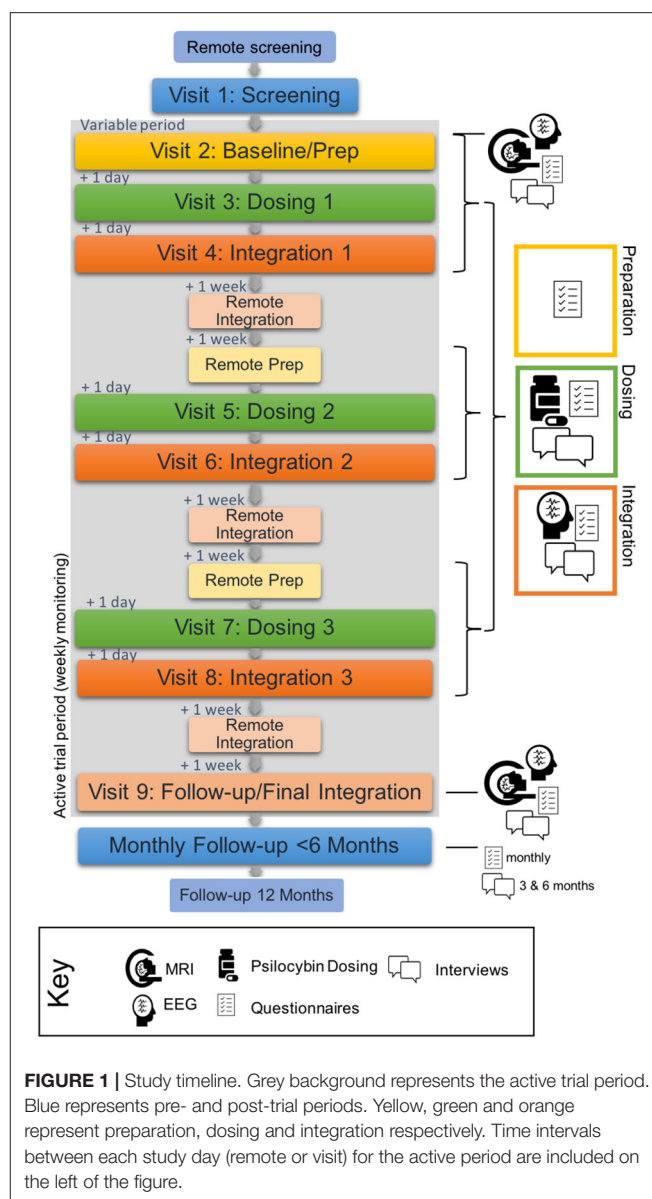 Remote screening
Visit 1: Screening
Variable period
Visit 2: Baseline/Prep
+ 1 day
Visit 3: Dosing 1
+ 1 day
Visit 4: Integration 1
+ 1 week
Remote
Integration
+ 1 week
Remote Prep
+ 1 day
Visit 5: Dosing 2
+ 1 day
Visit 6: Integration 2
+ 1 week
Remote
Integration
+ 1 week
Remote Prep
+ 1 day
Visit 7: Dosing 3
+ 1 day
Visit 8: Integration 3
+ 1 week
Remote
Integration
+ 1 week
Visit 9: Follow-up/Final Integration
Active trial period (weekly monitoring)
Monthly Follow-up <6 Months
Follow-up 12 Months
Preparation
Dosing
Integration
monthly
3 & 6 months
Key
MRI
Psilocybin Dosing
Interviews
EEG
Questionnaires
FIGURE 1 | Study timeline. Grey background represents the active trial period.
Blue represents pre- and post-trial periods. Yellow, green and orange
represent preparation, dosing and integration respectively. Time intervals
between each study day (remote or visit) for the active period are included on
the left of the figure.